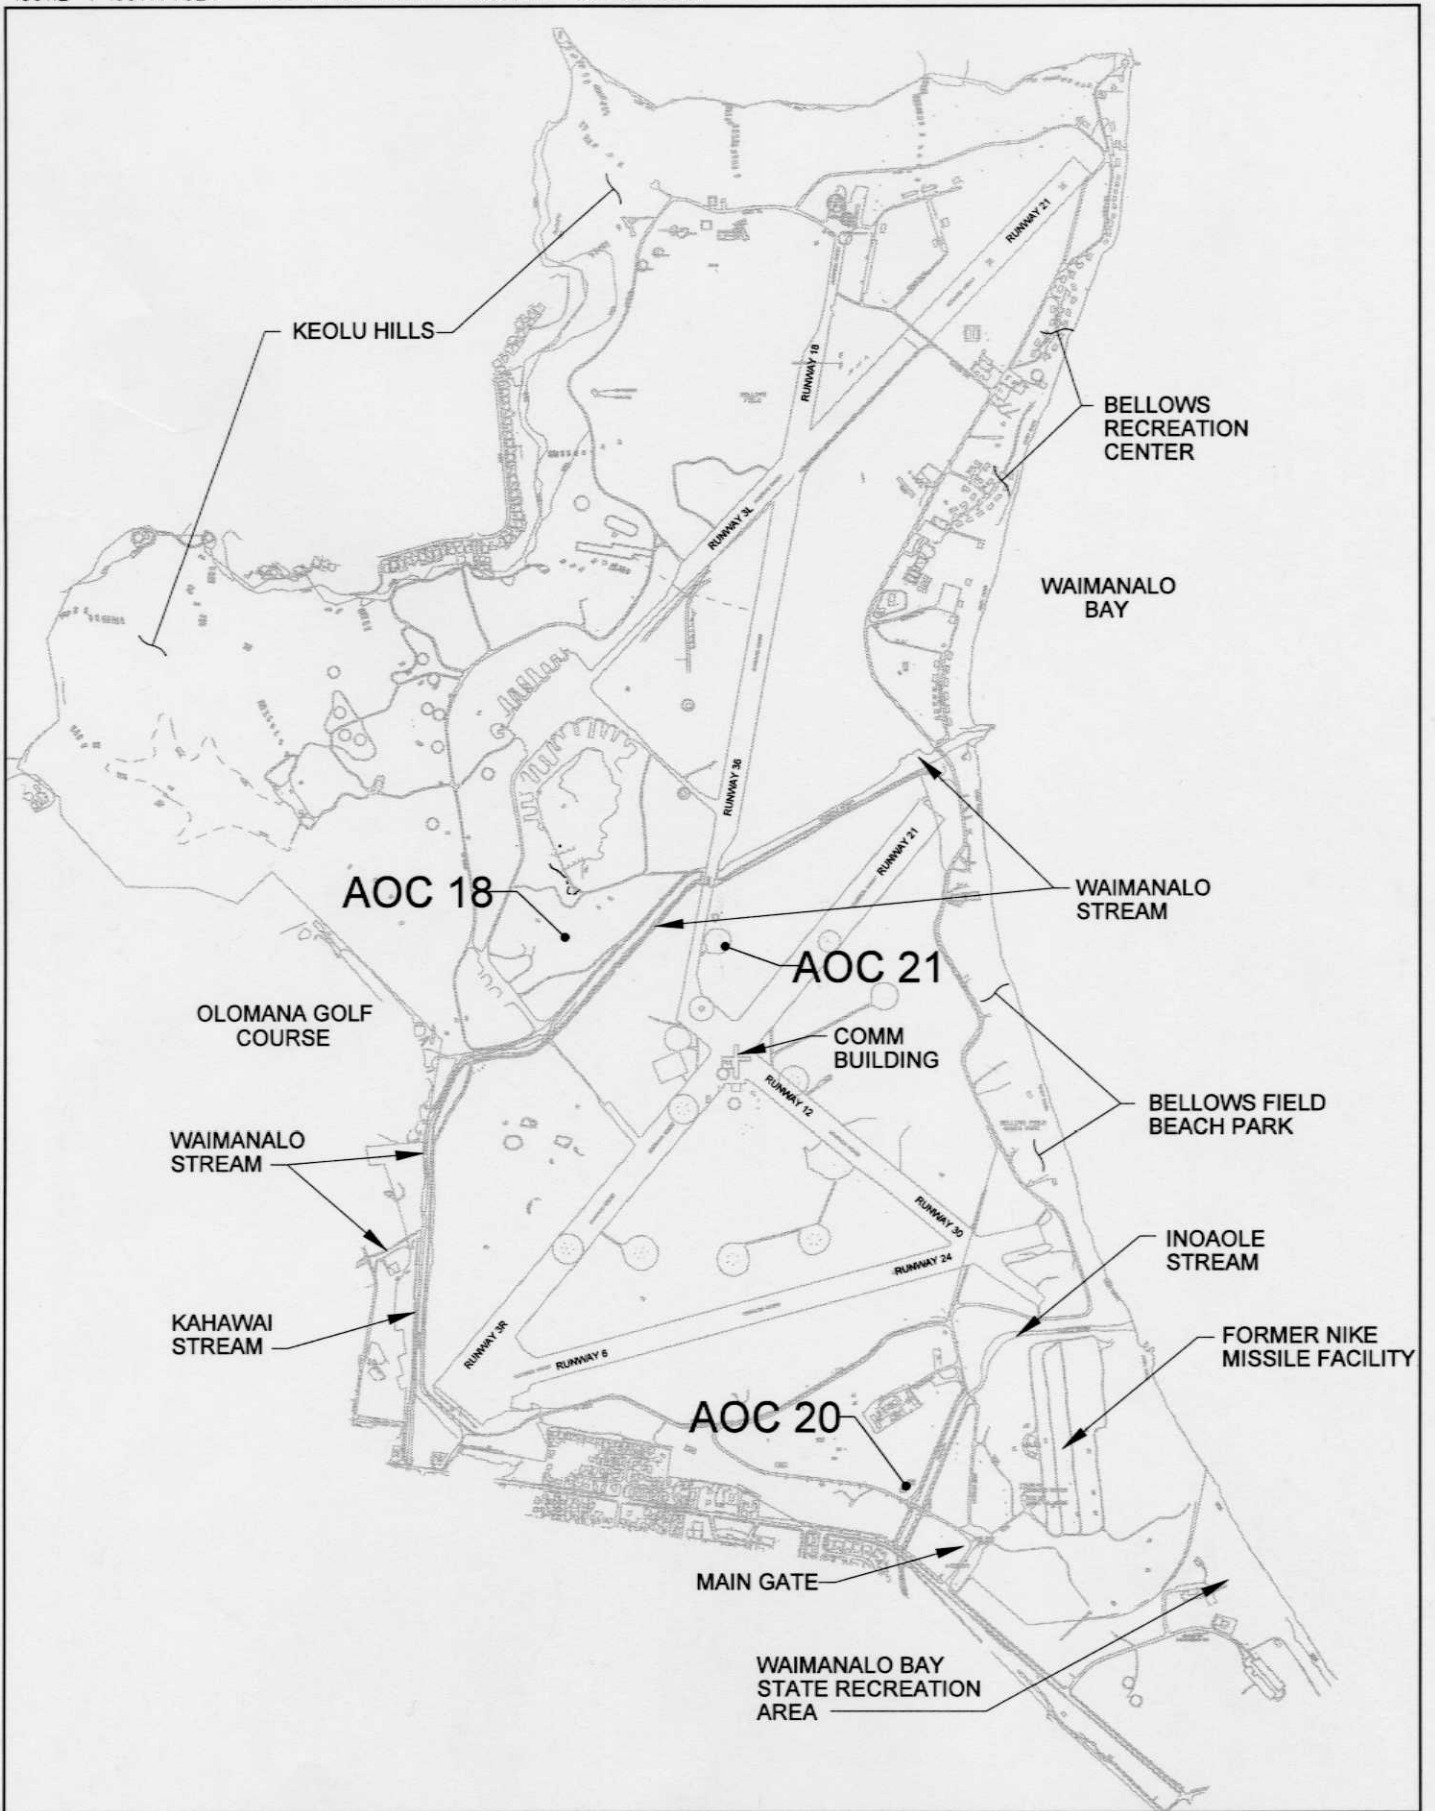 RUNWAY 21
KEOLU HILLS
RUNWAY 18
BELLOWS
RECREATION
CENTER
RUNWAY 3L
WAIMANALO
BAY
RUNWAY 36
RUNWAY 21
AOC 18
WAIMANALO
STREAM
AOC 21
OLOMANA GOLF
COURSE
COMM
BUILDING
RUNWAY 12
BELLOWS FIELD
BEACH PARK
WAIMANALO
STREAM
RUNWAY 30
INOAOLE
STREAM
RUNWAY 24
KAHAWAI
STREAM
RUNWAY 3R
RUNWAY 6
FORMER NIKE
MISSILE FACILITY
AOC 20
MAIN GATE
WAIMANALO BAY
STATE RECREATION
AREA